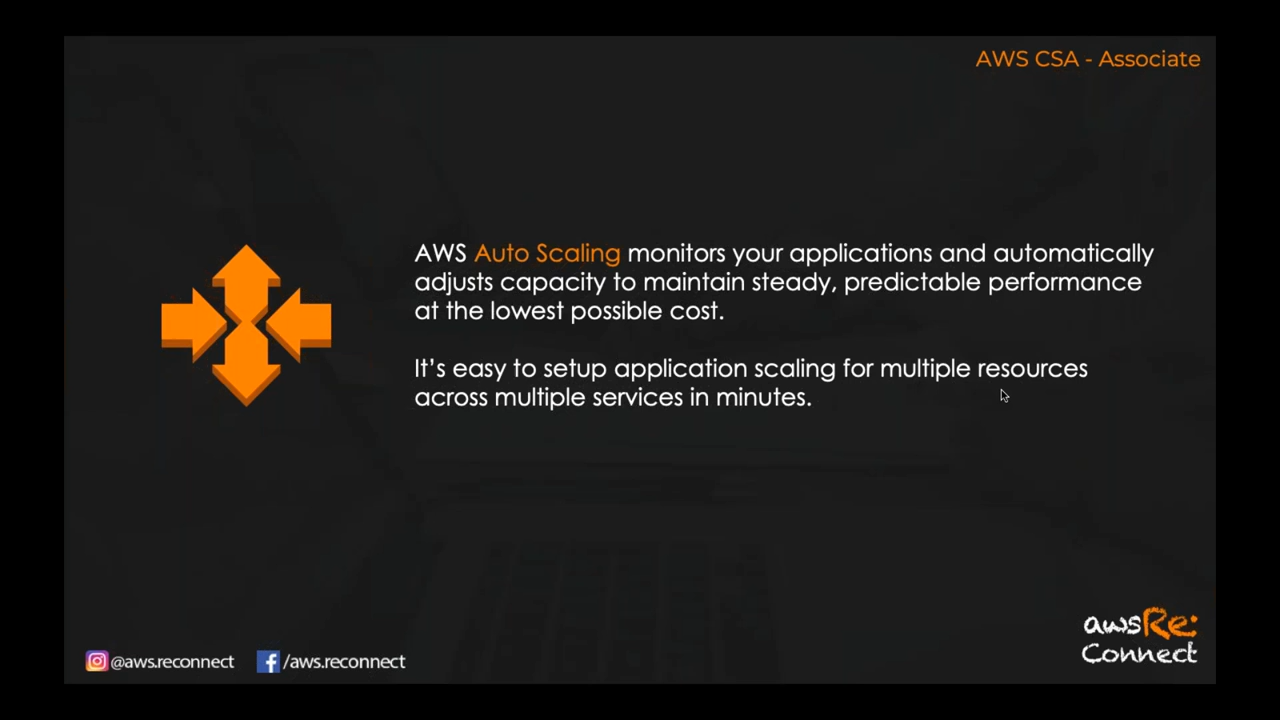 AWS CSA - Associate
AWS Auto Scaling monitors your applications and automatically
adjusts capacity to maintain steady, predictable performance
at the lowest possible cost.
It's easy to setup application scaling for multiple resources
across multiple services in minutes.
awsRe:
Connect
@aws.reconnect
/aws.reconnect